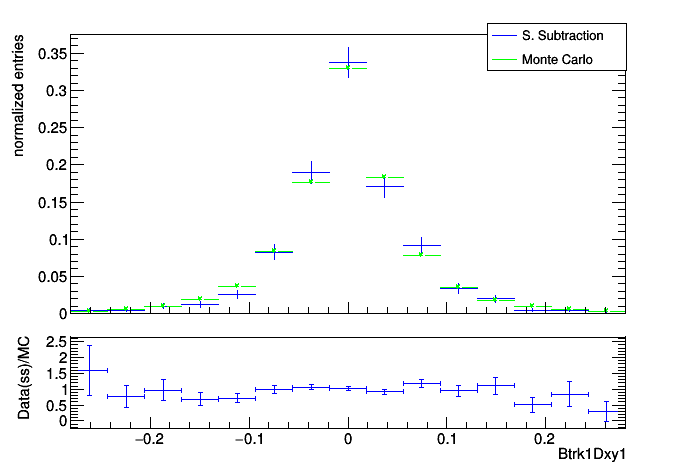 S. Subtraction
Monte Carlo
normalized entries
0.35
0.3
0.25
0.2
0.15
0.1
0.05
0
Data(ss)/MC
2.5
2
1.5
1
0.5
0
−0.2 −0.1 0 0.1 0.2
Btrk1Dxy1